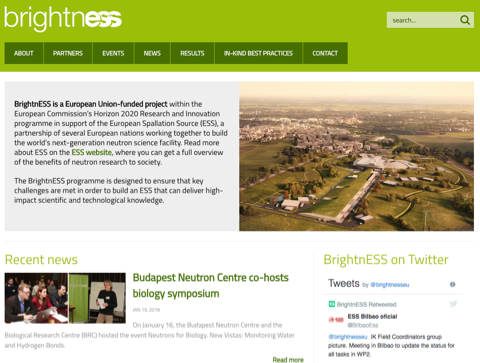 brightness
search...
ABOUT
PARTNERS
EVENTS
NEWS
RESULTS
IN-KIND BEST PRACTICES
CONTACT
BrightnESS is a European Union-funded project within the
European Commission's Horizon 2020 Research and Innovation
programme in support of the European Spallation Source (ESS), a
partnership of several European nations working together to build
the world's next-generation neutron science facility. Read more
about ESS on the ESS website, where you can get a full overview
of the benefits of neutron research to society.
The BrightnESS programme is designed to ensure that key
challenges are met in order to build an ESS that can deliver high-
impact scientific and technological knowledge.
Recent news
Budapest Neutron Centre co-hosts
biology symposium
JAN 19, 2018
On January 16, the Budapest Neutron Centre and the
Biological Research Centre (BRC) hosted the event Neutrons for Biology. New Vistas: Monitoring Water
and Hydrogen Bonds.
Read more
BrightnESS on Twitter
Tweets by @brightnesseu
BrightnESS Retweeted
ESS Bilbao oficial
@BilbaoEss
@brightnesseu IK Field Coordinators group
picture. Meeting in Bilbao to update the status for
all tasks in WP2.